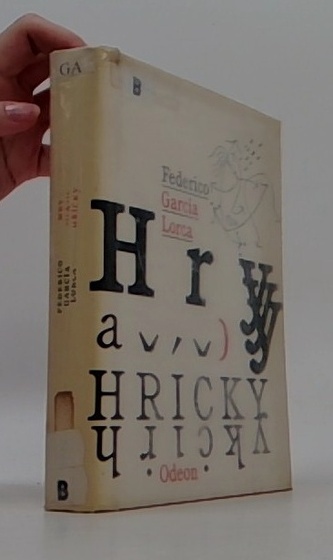 GA
B
Federico
García
Lorca
Hry
a
HRICKY
Odeon
FEDERICO
GARCÍA
LORCA
HRY
HRICKY
B